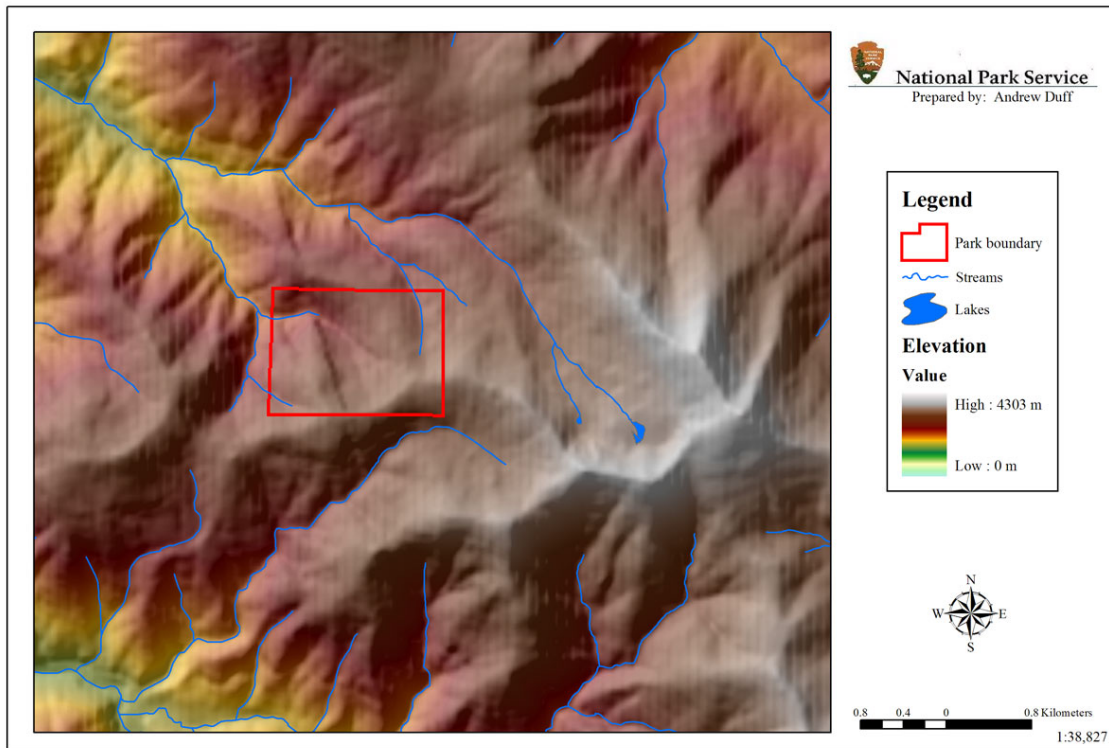 National Park Service
Prepared by: Andrew Duff
Legend
Park boundary
Streams
Lakes
Elevation
Value
High : 4303 m
Low : 0 m
N
W E
S
0.8 0.4 0 0.8 Kilometers
1:38,827